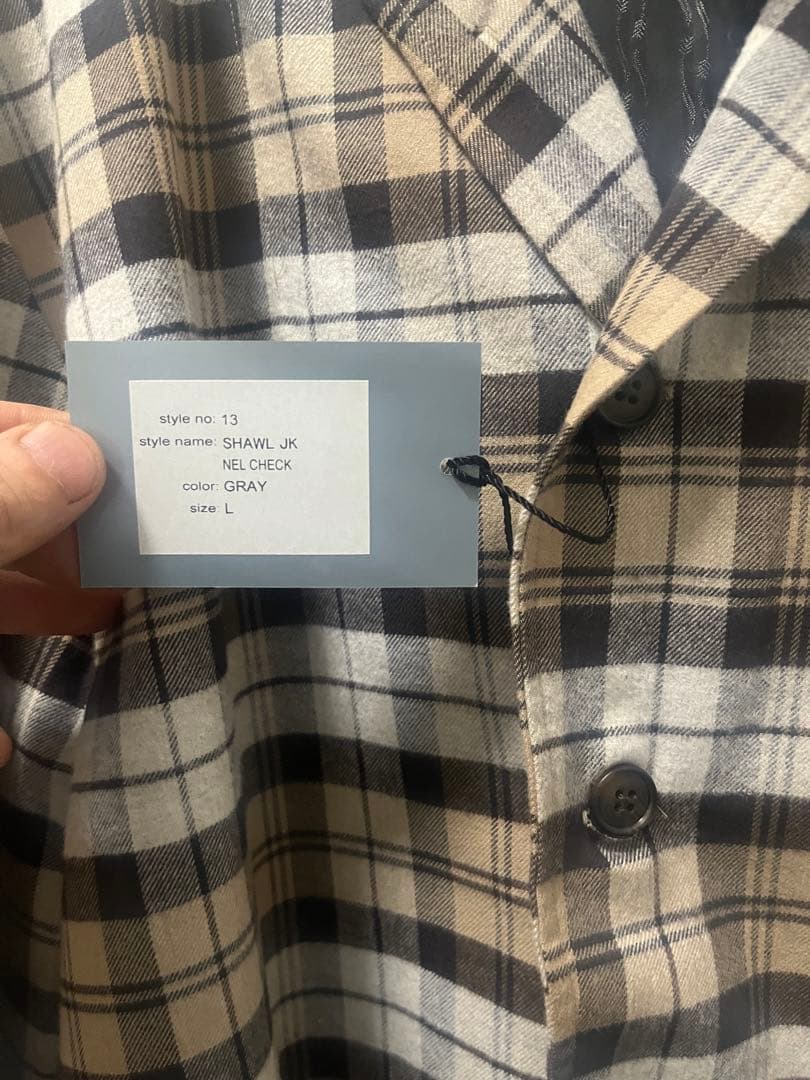 style no: 13
style name: SHAWL JK
NEL CHECK
color: GRAY
size: L